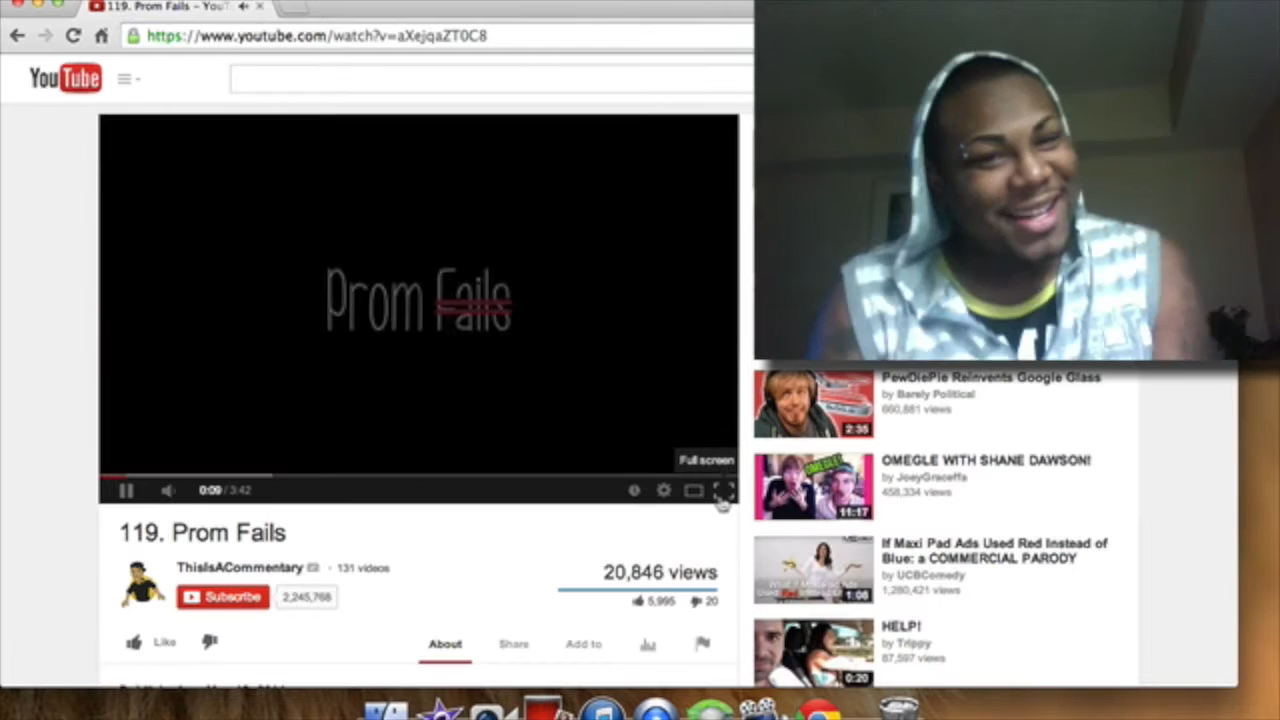 119. Prom Fails - YouT
https://www.youtube.com/watch?v=aXejqaZT0C8
YouTube
Prom Fails
Full screen
0:09 / 3:42
119. Prom Fails
ThisIsACommentary · 131 videos
Subscribe 2,245,768
20,846 views
5,995 20
Like
About Share Add to
PewDiePie Reinvents Google Glass
by Barely Political
660,881 views
2:35
OMEGLE WITH SHANE DAWSON!
by JoeyGraceffa
458,334 views
OMEGLE!
11:17
If Maxi Pad Ads Used Red Instead of
Blue: a COMMERCIAL PARODY
by UCBComedy
1,280,421 views
1:08
HELP!
by Trippy
87,597 views
0:20